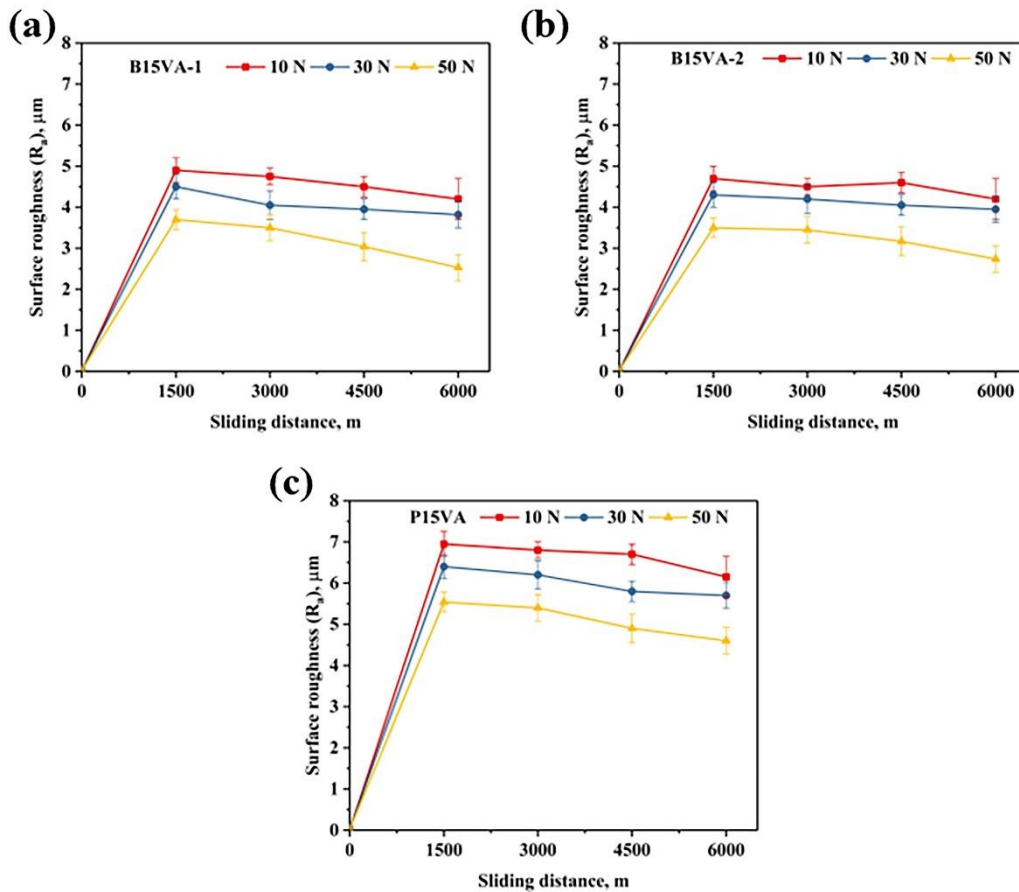 (a)
B15VA-1 10 N 30 N 50 N
Surface roughness (Rₐ), μm
8
7
6
5
4
3
2
1
0
0 1500 3000 4500 6000
Sliding distance, m
(b)
B15VA-2 10 N 30 N 50 N
Surface roughness (Rₐ), μm
8
7
6
5
4
3
2
1
0
0 1500 3000 4500 6000
Sliding distance, m
(c)
P15VA 10 N 30 N 50 N
Surface roughness (Rₐ), μm
8
7
6
5
4
3
2
1
0
0 1500 3000 4500 6000
Sliding distance, m